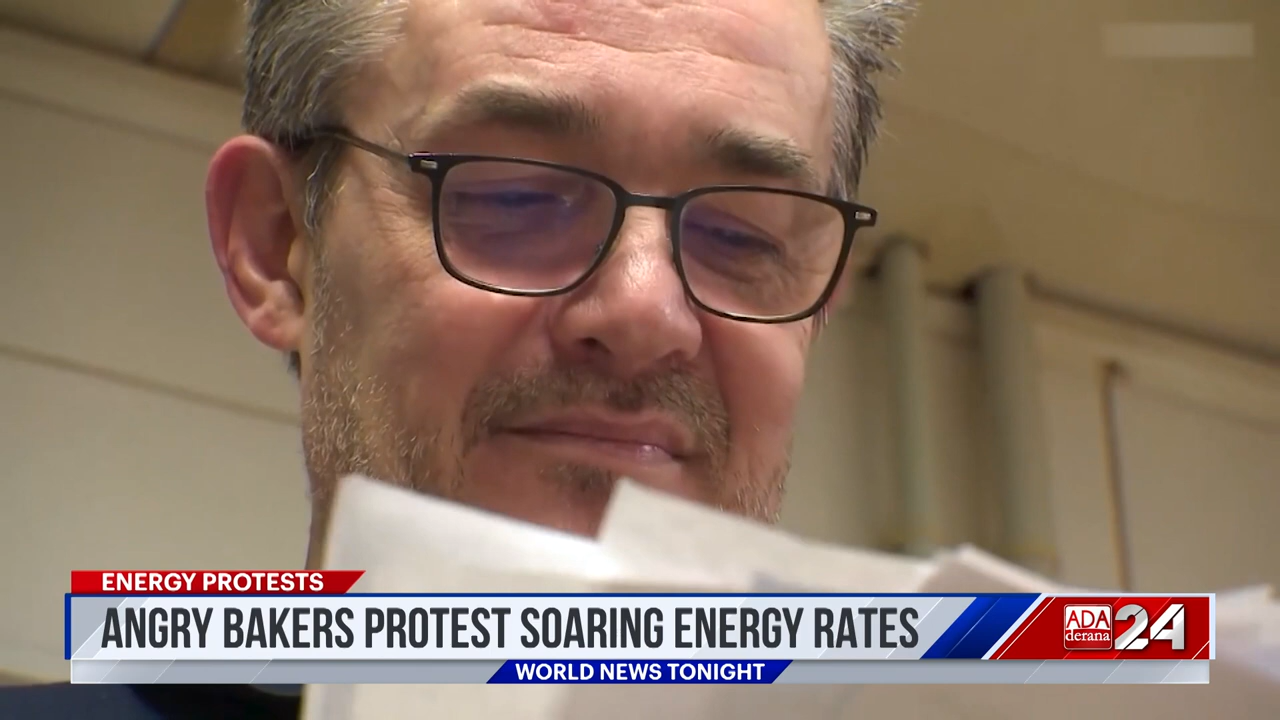 ENERGY PROTESTS
ANGRY BAKERS PROTEST SOARING ENERGY RATES
ADA
derana
24
WORLD NEWS TONIGHT